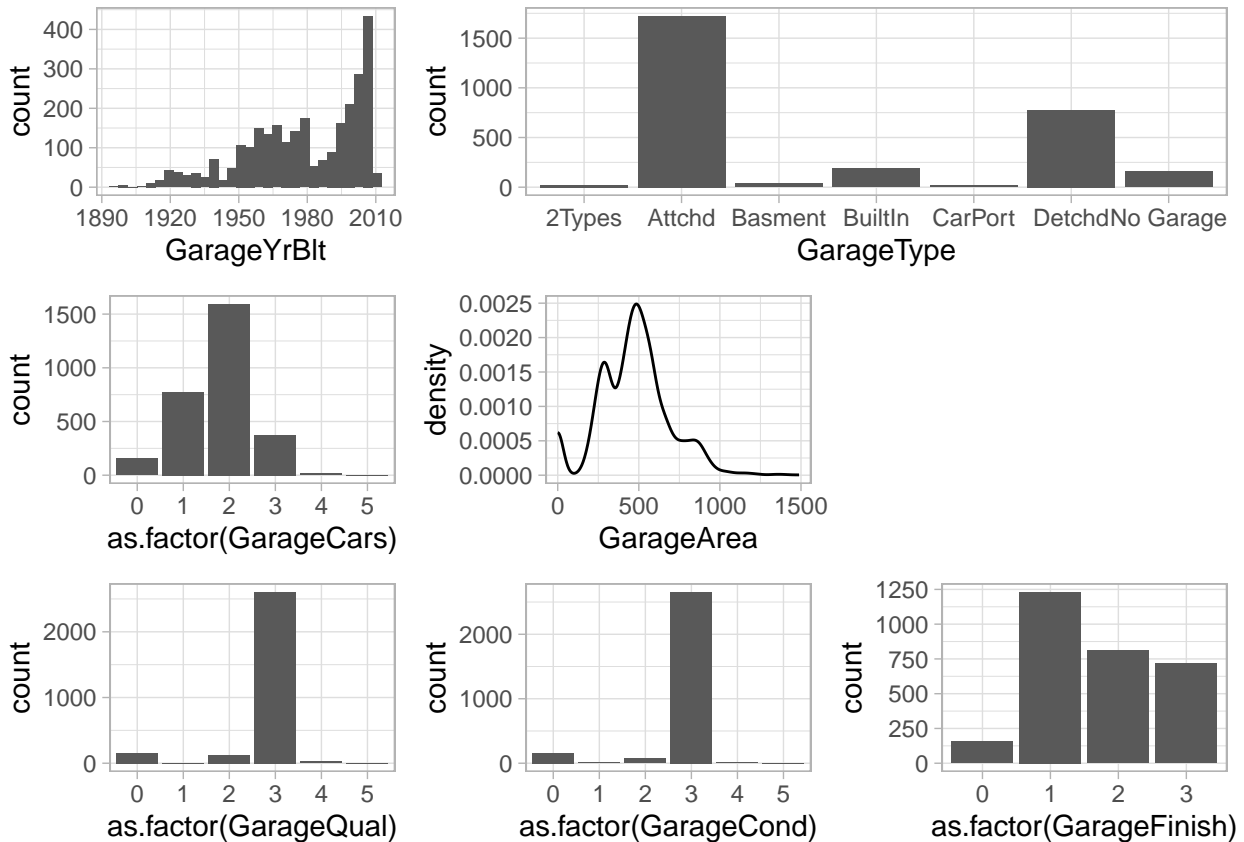 count
400
300
200
100
0
1890 1920 1950 1980 2010
GarageYrBlt
count
1500
1000
500
0
2Types Attchd Basment BuiltIn CarPort Detchd No Garage
GarageType
count
1500
1000
500
0
0 1 2 3 4 5
as.factor(GarageCars)
density
0.0025
0.0020
0.0015
0.0010
0.0005
0.0000
0 500 1000 1500
GarageArea
count
2000
1000
0
0 1 2 3 4 5
as.factor(GarageQual)
count
2000
1000
0
0 1 2 3 4 5
as.factor(GarageCond)
count
1250
1000
750
500
250
0
0 1 2 3
as.factor(GarageFinish)